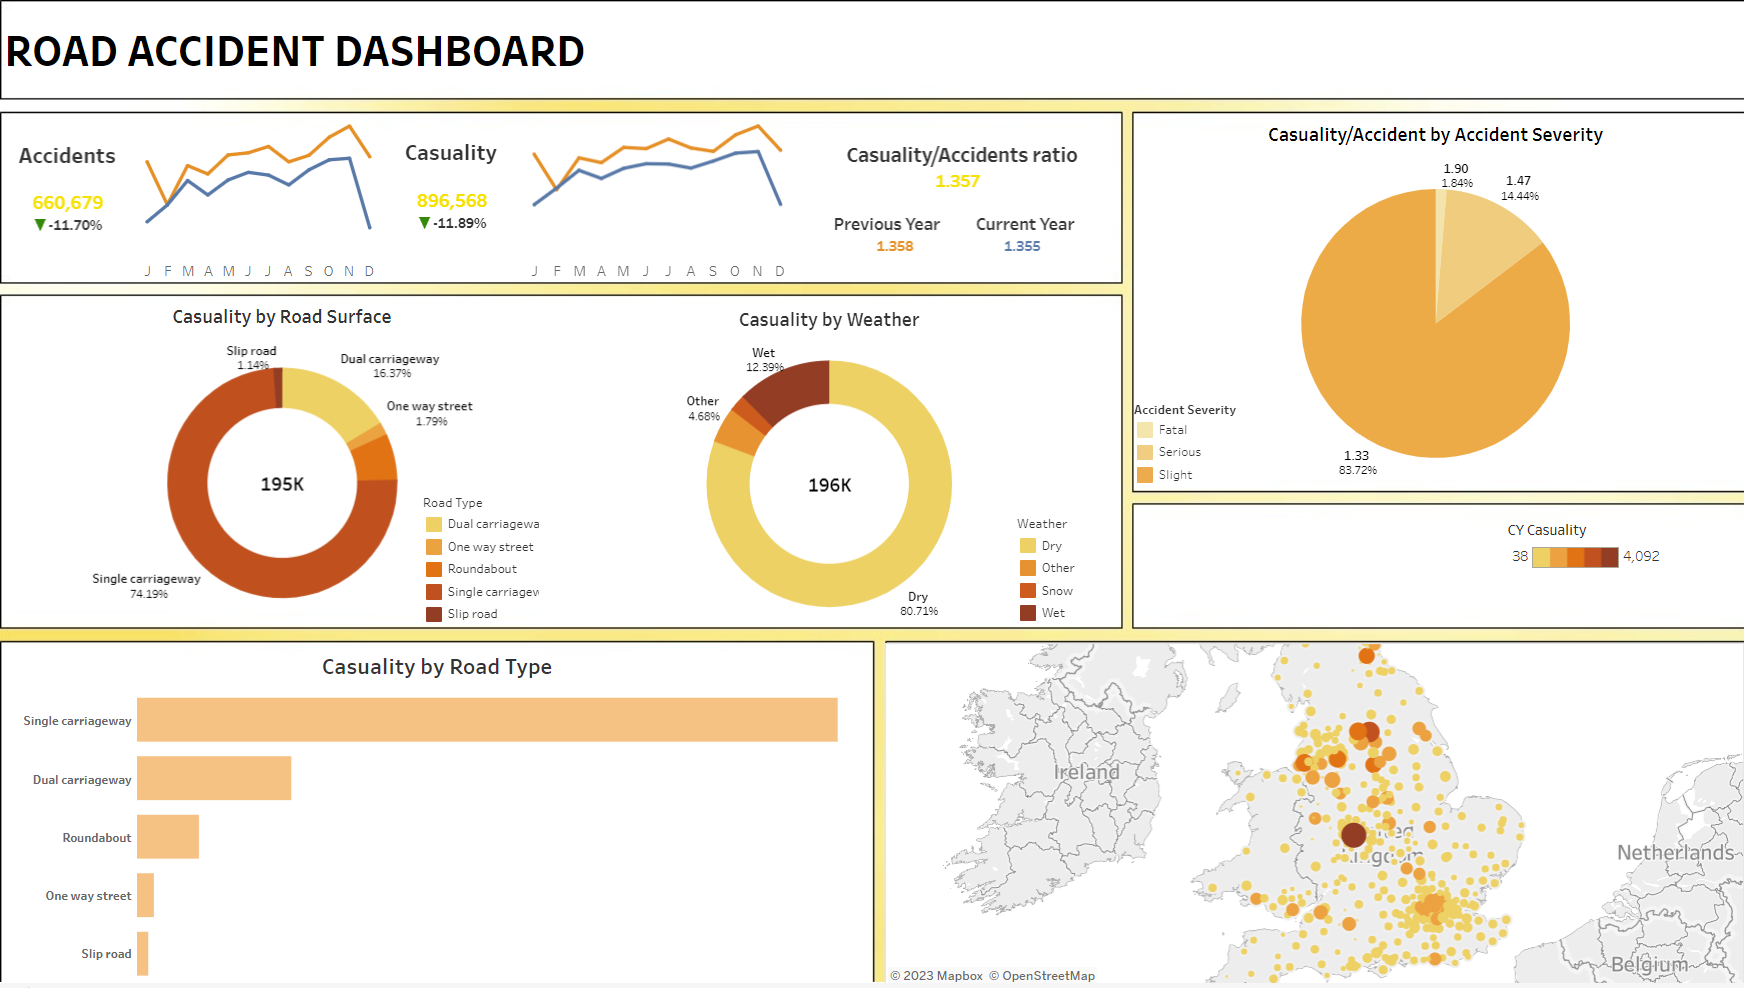 ROAD ACCIDENT DASHBOARD
Accidents
660,679
▼ -11.70%
J F M A M J J A S O N D
Casuality
896,568
▼ -11.89%
J F M A M J J A S O N D
Casuality/Accidents ratio
1.357
Previous Year
1.358
Current Year
1.355
Casuality/Accident by Accident Severity
1.90
1.84%
1.47
14.44%
1.33
83.72%
Accident Severity
Fatal
Serious
Slight
Casuality by Road Surface
Slip road
1.14%
Dual carriageway
16.37%
One way street
1.79%
195K
Single carriageway
74.19%
Road Type
Dual carriagewa
One way street
Roundabout
Single carriagev
Slip road
Casuality by Weather
Wet
12.39%
Other
4.68%
196K
Dry
80.71%
Weather
Dry
Other
Snow
Wet
CY Casuality
38 4,092
Casuality by Road Type
Single carriageway
Dual carriageway
Roundabout
One way street
Slip road
Ireland
Netherlands
Belgium
© 2023 Mapbox © OpenStreetMap